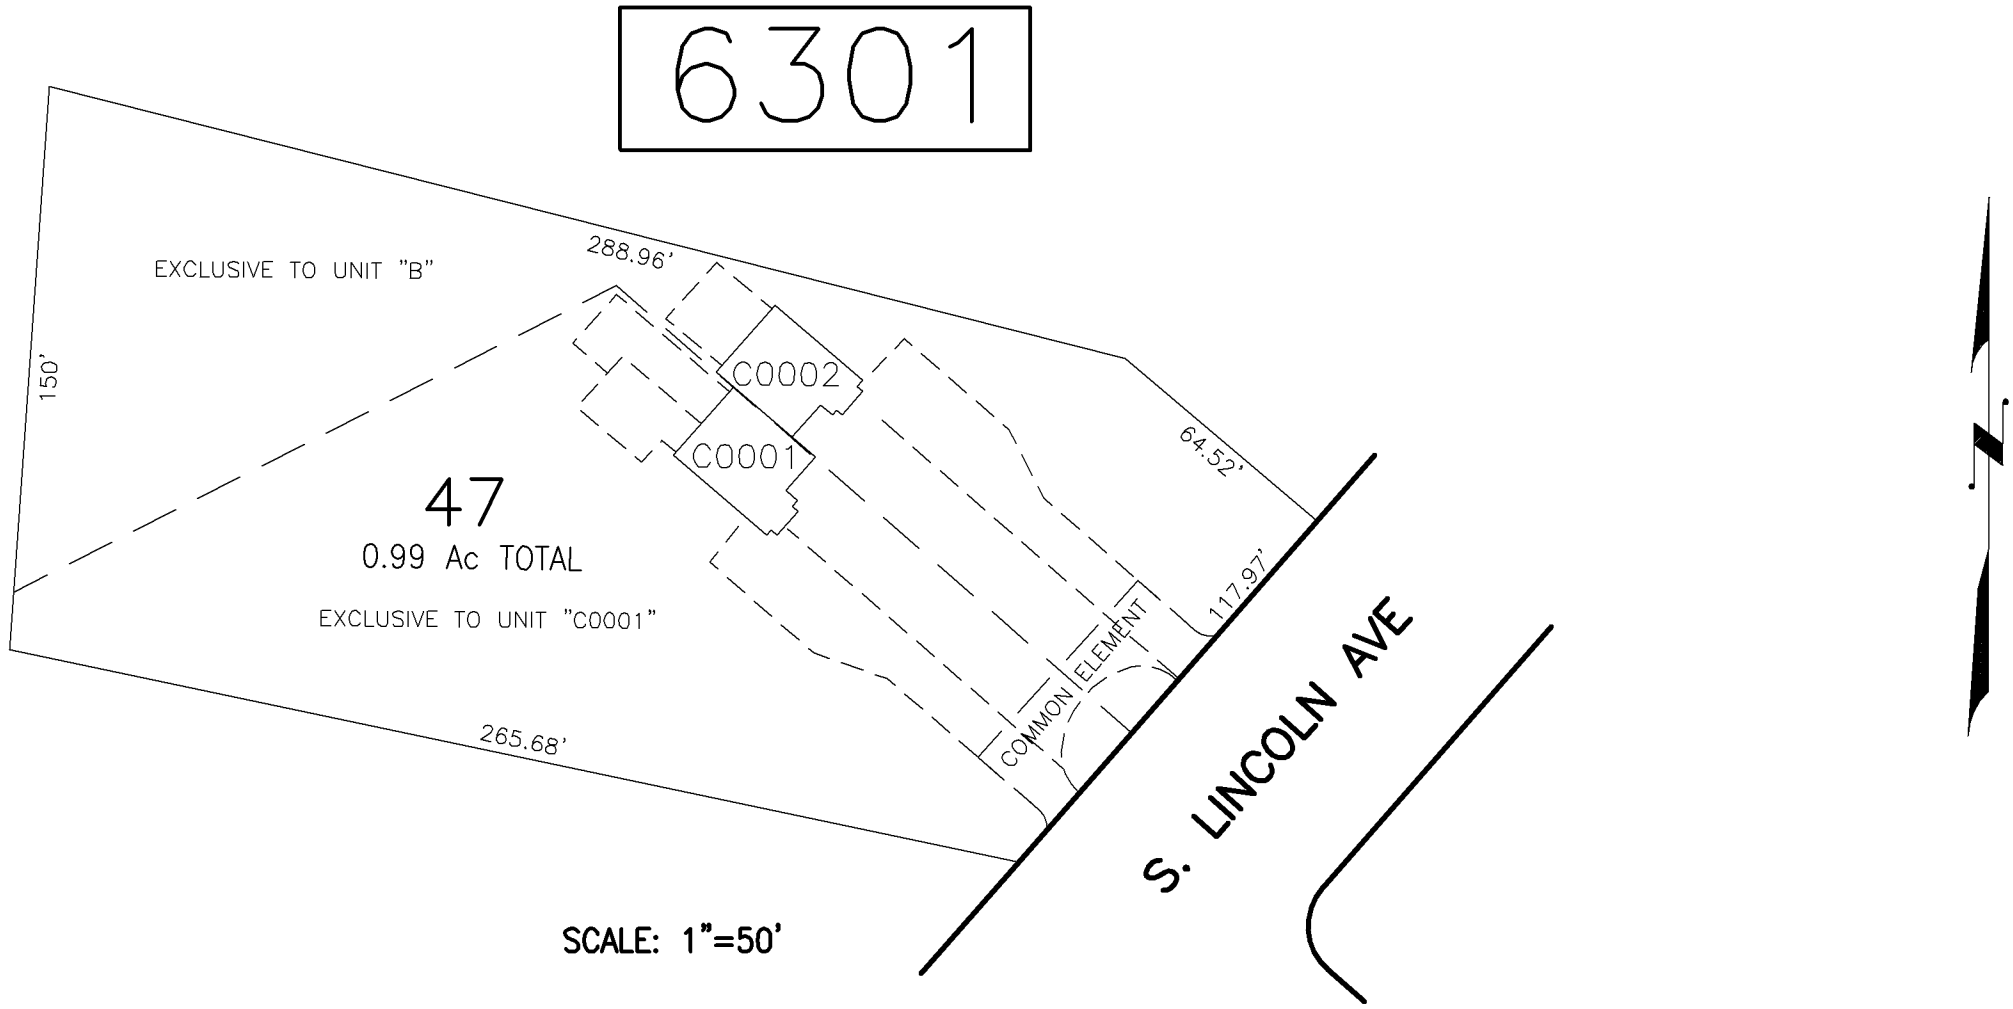 6301
288.96'
EXCLUSIVE TO UNIT "B"
150'
C0002
C0001
64.52'
47
0.99 Ac TOTAL
EXCLUSIVE TO UNIT "C0001"
117.97'
COMMON ELEMENT
265.68'
S. LINCOLN AVE
SCALE: 1"=50'
N